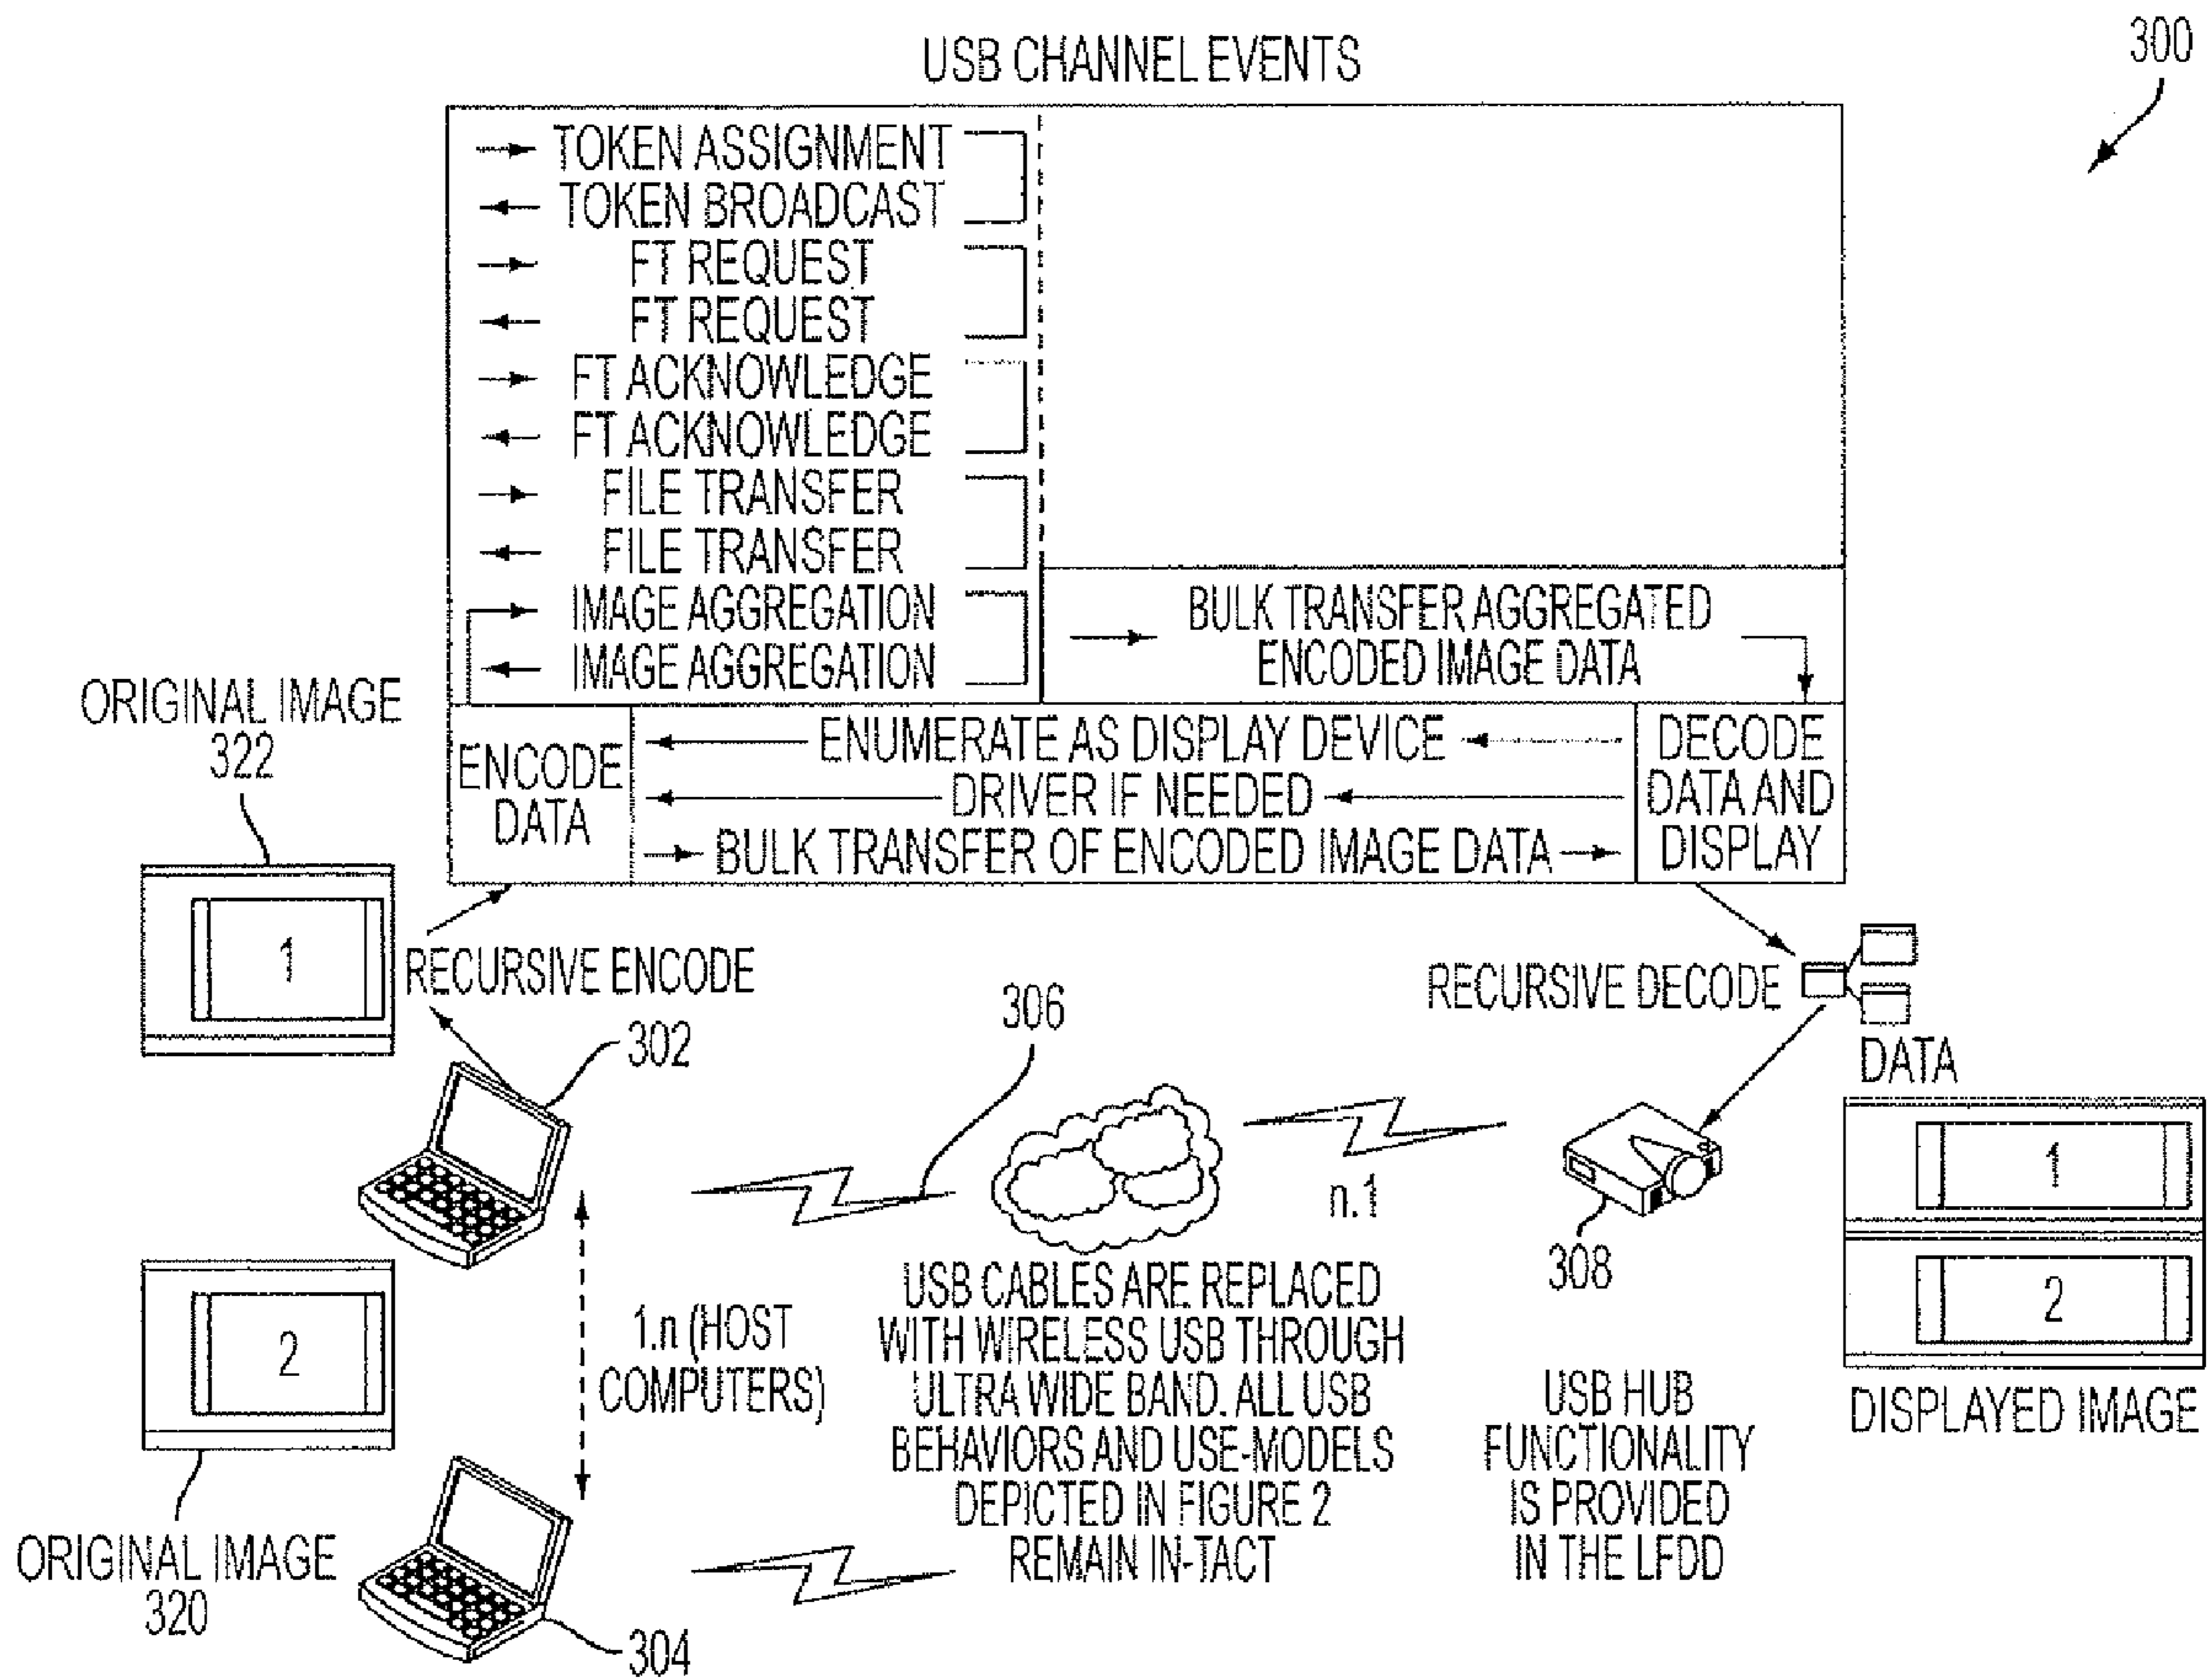 USB CHANNEL EVENTS
300
TOKEN ASSIGNMENT
TOKEN BROADCAST
FT REQUEST
FT REQUEST
FT ACKNOWLEDGE
FT ACKNOWLEDGE
FILE TRANSFER
FILE TRANSFER
IMAGE AGGREGATION
IMAGE AGGREGATION
BULK TRANSFER AGGREGATED
ENCODED IMAGE DATA
ENCODE
DATA
ENUMERATE AS DISPLAY DEVICE
DRIVER IF NEEDED
BULK TRANSFER OF ENCODED IMAGE DATA
DECODE
DATA AND
DISPLAY
ORIGINAL IMAGE
322
1
RECURSIVE ENCODE
302
306
RECURSIVE DECODE
DATA
n.1
308
1
2
DISPLAYED IMAGE
2
ORIGINAL IMAGE
320
1.n (HOST
COMPUTERS)
304
USB CABLES ARE REPLACED
WITH WIRELESS USB THROUGH
ULTRA WIDE BAND. ALL USB
BEHAVIORS AND USE-MODELS
DEPICTED IN FIGURE 2
REMAIN IN-TACT
USB HUB
FUNCTIONALITY
IS PROVIDED
IN THE LFDD